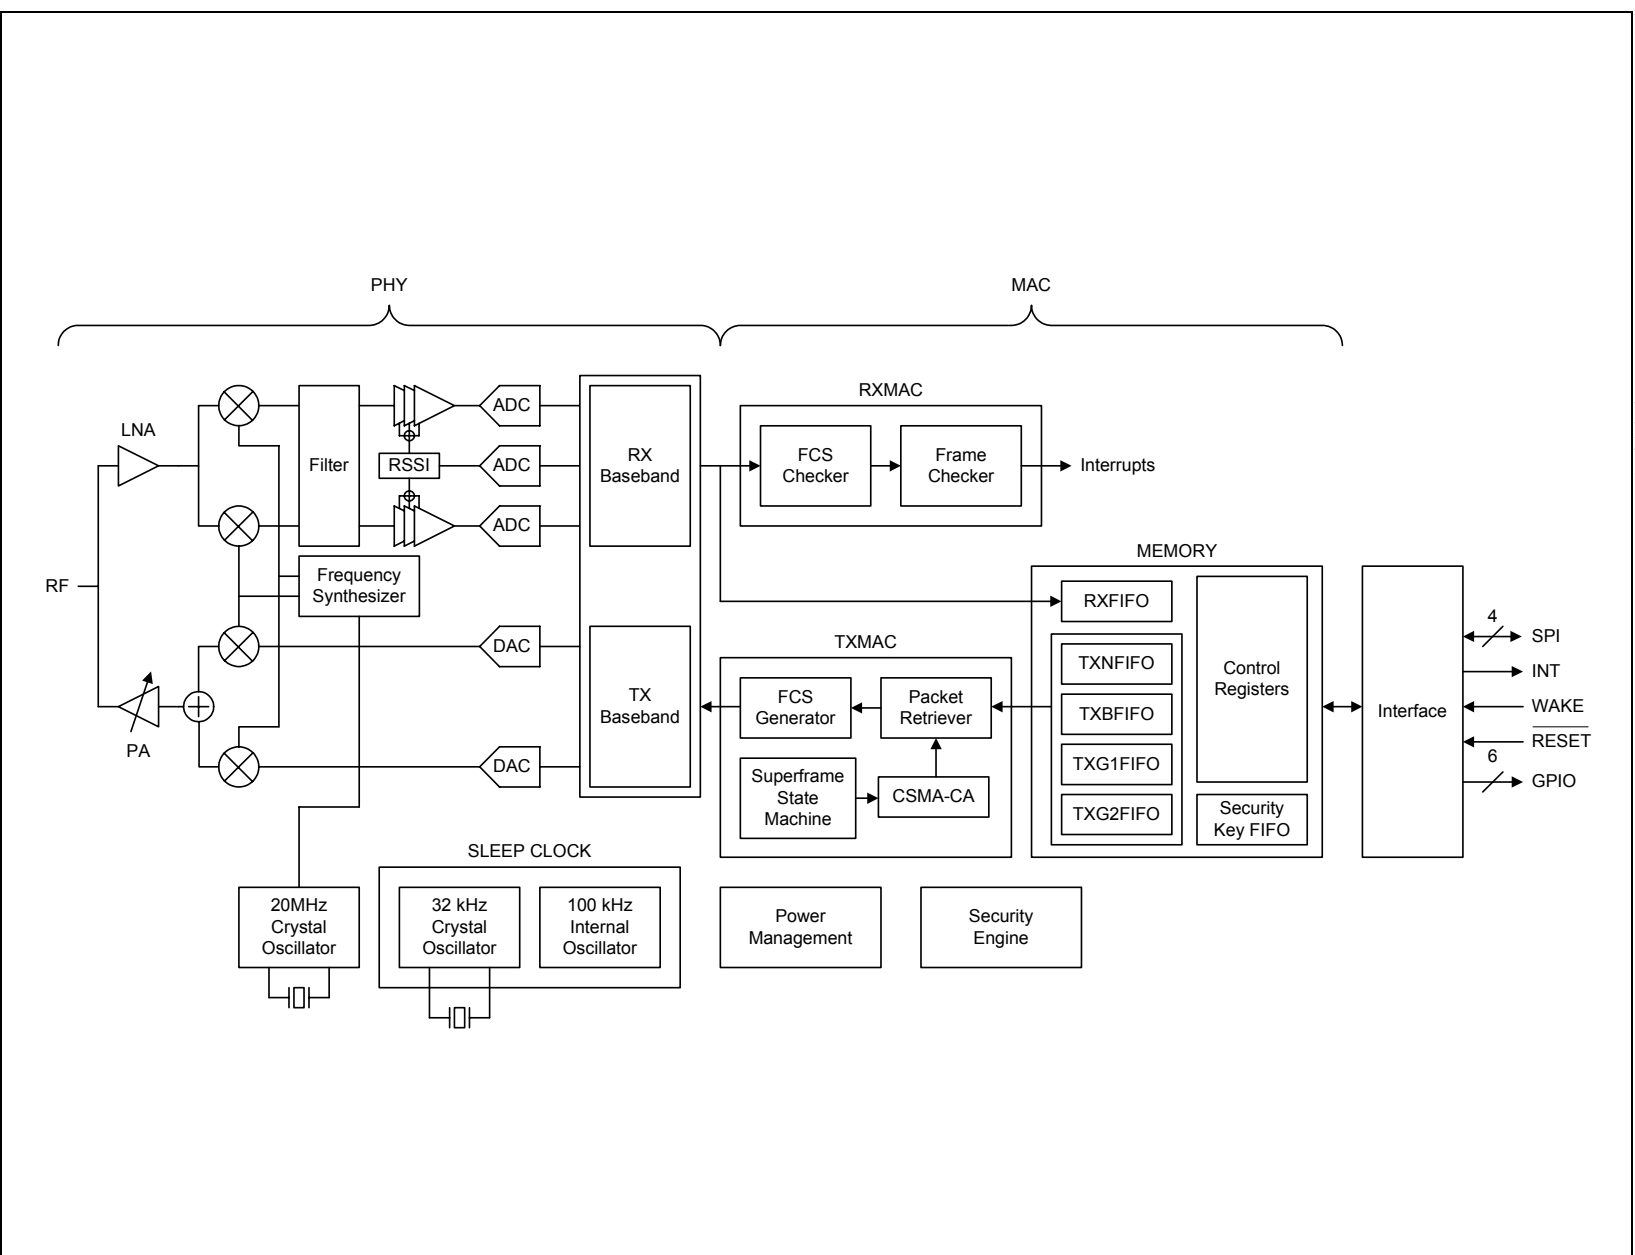 PHY
MAC
RXMAC
LNA
ADC
ADC
ADC
Filter
RSSI
RX
Baseband
FCS
Checker
Frame
Checker
Interrupts
MEMORY
RF
Frequency
Synthesizer
RXFIFO
4
SPI
DAC
TXMAC
TXNFIFO
Control
Registers
INT
TX
Baseband
FCS
Generator
Packet
Retriever
TXBFIFO
Interface
WAKE
PA
RESET
6
DAC
Superframe
State
Machine
CSMA-CA
TXG1FIFO
GPIO
TXG2FIFO
Security
Key FIFO
SLEEP CLOCK
20MHz
Crystal
Oscillator
32 kHz
Crystal
Oscillator
100 kHz
Internal
Oscillator
Power
Management
Security
Engine